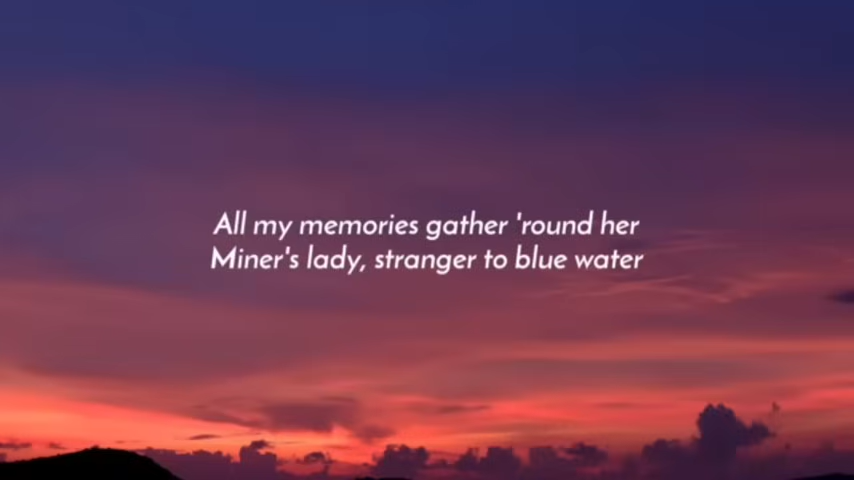 All my memories gather 'round her
Miner's lady, stranger to blue water